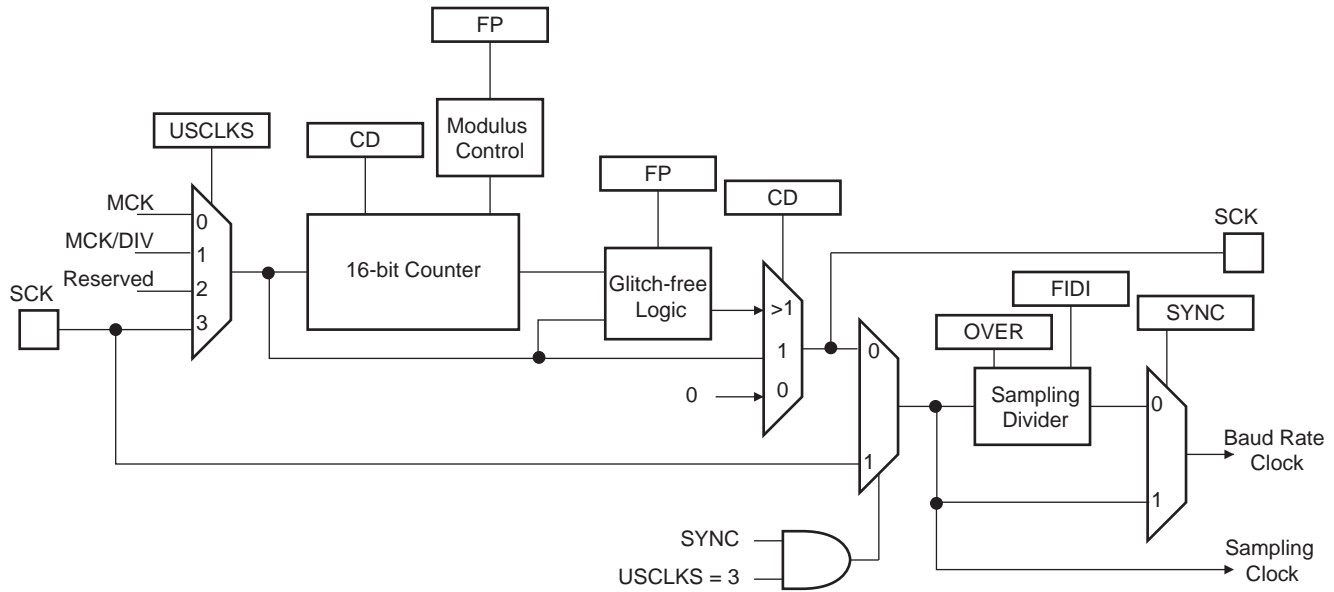 FP
USCLKS
CD
Modulus
Control
FP
CD
MCK
0
MCK/DIV
1
Reserved
2
SCK
3
16-bit Counter
Glitch-free
Logic
>1
1
0
0
SCK
FIDI
OVER
SYNC
0
1
Sampling
Divider
0
1
Baud Rate
Clock
SYNC
USCLKS = 3
Sampling
Clock